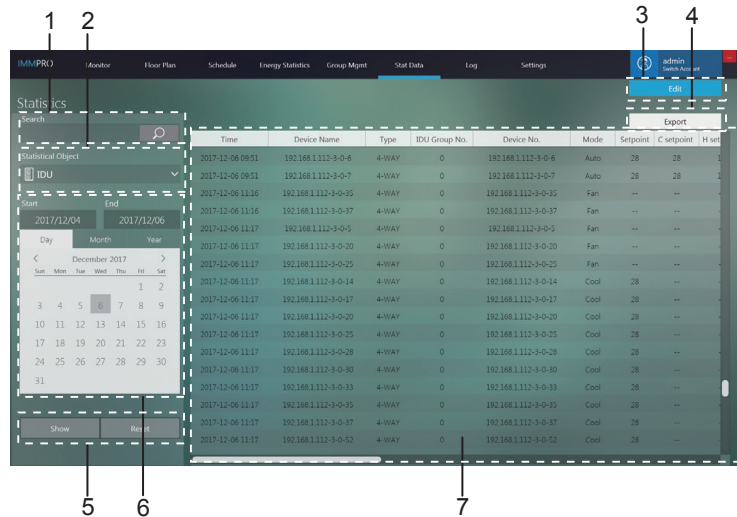 1 2 3 4
IMMPRO Monitor Floor Plan Schedule Energy Statistics Group Mgmt Stat Data Log Settings admin
Switch Account
Edit
Statistics
Export
Search
Time Device Name Type IDU Group No. Device No. Mode Setpoint C setpoint H set
Statistical Object
IDU
2017-12-06 09:51 192.168.1.112-3-0-6 4-WAY 0 192.168.1.112-3-0-6 Auto 28 28 1
2017-12-06 09:51 192.168.1.112-3-0-7 4-WAY 0 192.168.1.112-3-0-7 Auto 28 28 1
2017-12-06 11:16 192.168.1.112-3-0-35 4-WAY 0 192.168.1.112-3-0-35 Fan -- --
2017-12-06 11:16 192.168.1.112-3-0-37 4-WAY 0 192.168.1.112-3-0-37 Fan -- --
2017-12-06 11:17 192.168.1.112-3-0-5 4-WAY 0 192.168.1.112-3-0-5 Fan -- --
2017-12-06 11:17 192.168.1.112-3-0-20 4-WAY 0 192.168.1.112-3-0-20 Fan -- --
2017-12-06 11:17 192.168.1.112-3-0-25 4-WAY 0 192.168.1.112-3-0-25 Fan -- --
2017-12-06 11:17 192.168.1.112-3-0-14 4-WAY 0 192.168.1.112-3-0-14 Cool 28 --
2017-12-06 11:17 192.168.1.112-3-0-17 4-WAY 0 192.168.1.112-3-0-17 Cool 28 --
2017-12-06 11:17 192.168.1.112-3-0-20 4-WAY 0 192.168.1.112-3-0-20 Cool 28 --
2017-12-06 11:17 192.168.1.112-3-0-25 4-WAY 0 192.168.1.112-3-0-25 Cool 28 --
2017-12-06 11:17 192.168.1.112-3-0-28 4-WAY 0 192.168.1.112-3-0-28 Cool 28 --
2017-12-06 11:17 192.168.1.112-3-0-30 4-WAY 0 192.168.1.112-3-0-30 Cool 28 --
2017-12-06 11:17 192.168.1.112-3-0-33 4-WAY 0 192.168.1.112-3-0-33 Cool 28 --
2017-12-06 11:17 192.168.1.112-3-0-35 4-WAY 0 192.168.1.112-3-0-35 Cool 28 --
2017-12-06 11:17 192.168.1.112-3-0-37 4-WAY 0 192.168.1.112-3-0-37 Cool 28 --
2017-12-06 11:17 192.168.1.112-3-0-52 4-WAY 0 192.168.1.112-3-0-52 Cool 28 --
Start End
2017/12/04 2017/12/06
Day Month Year
December 2017
Sun Mon Tue Wed Thu Fri Sat
1 2
3 4 5 6 7 8 9
10 11 12 13 14 15 16
17 18 19 20 21 22 23
24 25 26 27 28 29 30
31
Show Reset
5 6 7